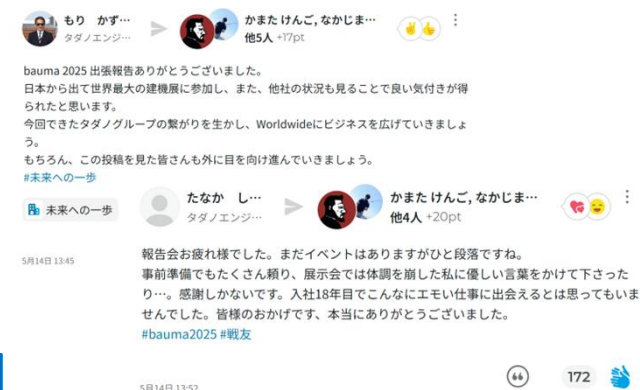 もり かず…
タダノエンジ…
かまた けんご, なかじま…
他5人 +17pt
bauma 2025 出張報告ありがとうございました。
日本から出て世界最大の建機展に参加し、また、他社の状況も見ることで良い気付きが得
られたと思います。
今回できたタダノグループの繋がりを生かし、Worldwideにビジネスを広げていきましょ
う。
もちろん、この投稿を見た皆さんも外に目を向け進んでいきましょう。
#未来への一歩
未来への一歩
5月14日 13:45
たなか し…
タダノエンジ…
かまた けんご, なかじま…
他4人 +20pt
報告会お疲れ様でした。まだイベントはありますがひと段落ですね。
事前準備でもたくさん頼り、展示会では体調を崩した私に優しい言葉をかけて下さった
り…。感謝しかないです。入社18年目でこんなにエモい仕事に出会えるとは思ってもいま
せんでした。皆様のおかげです、本当にありがとうございました。
#bauma2025 #戦友
172
5月14日 13:52